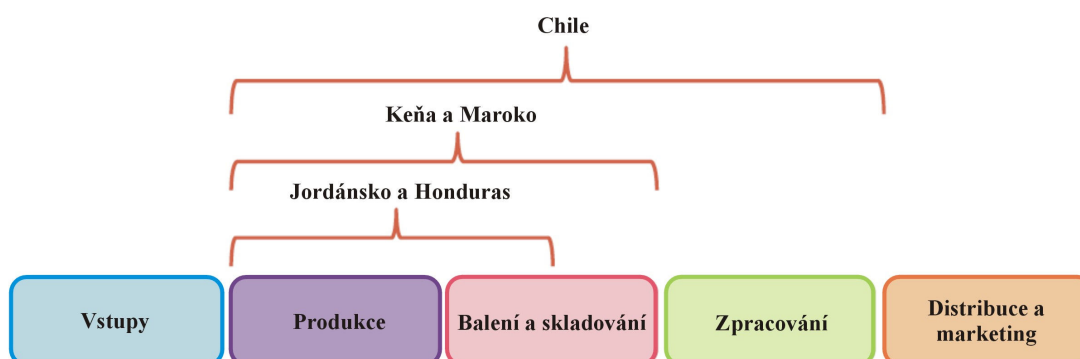 Chile
Keňa a Maroko
Jordánsko a Honduras
Vstupy
Produkce
Balení a skladování
Zpracování
Distribuce a
marketing